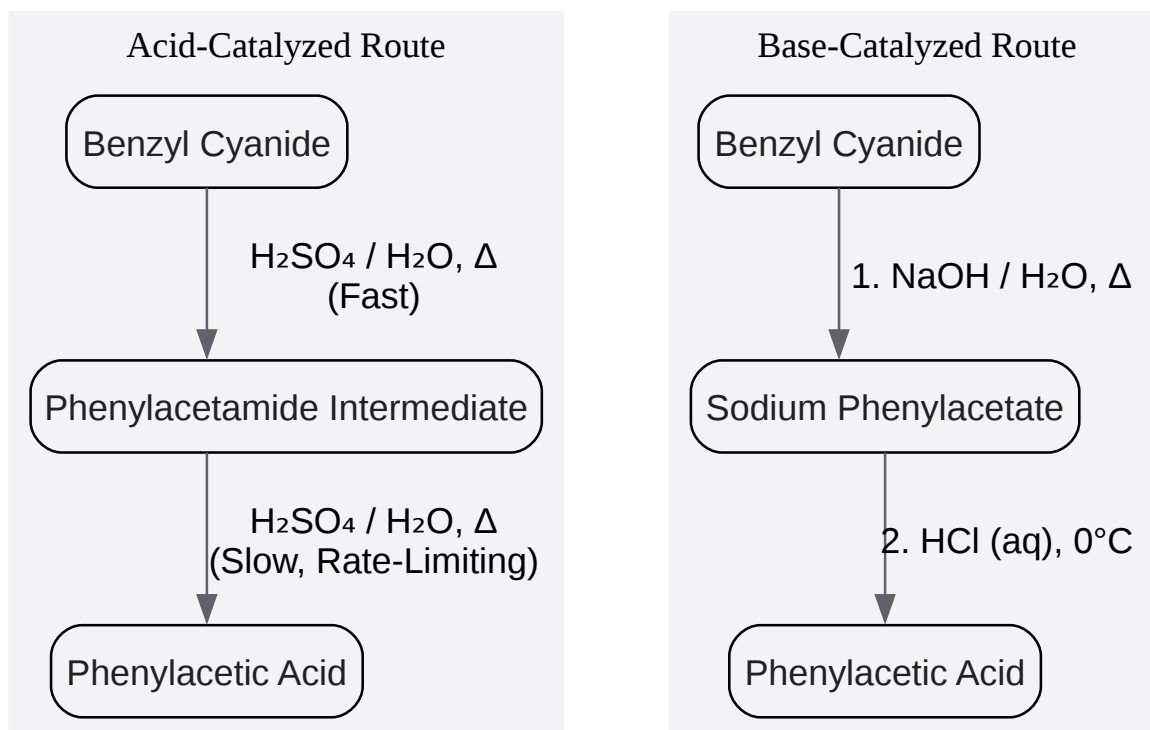 Acid-Catalyzed Route
Benzyl Cyanide
H₂SO₄ / H₂O, Δ
(Fast)
Phenylacetamide Intermediate
H₂SO₄ / H₂O, Δ
(Slow, Rate-Limiting)
Phenylacetic Acid
Base-Catalyzed Route
Benzyl Cyanide
1. NaOH / H₂O, Δ
Sodium Phenylacetate
2. HCl (aq), 0°C
Phenylacetic Acid